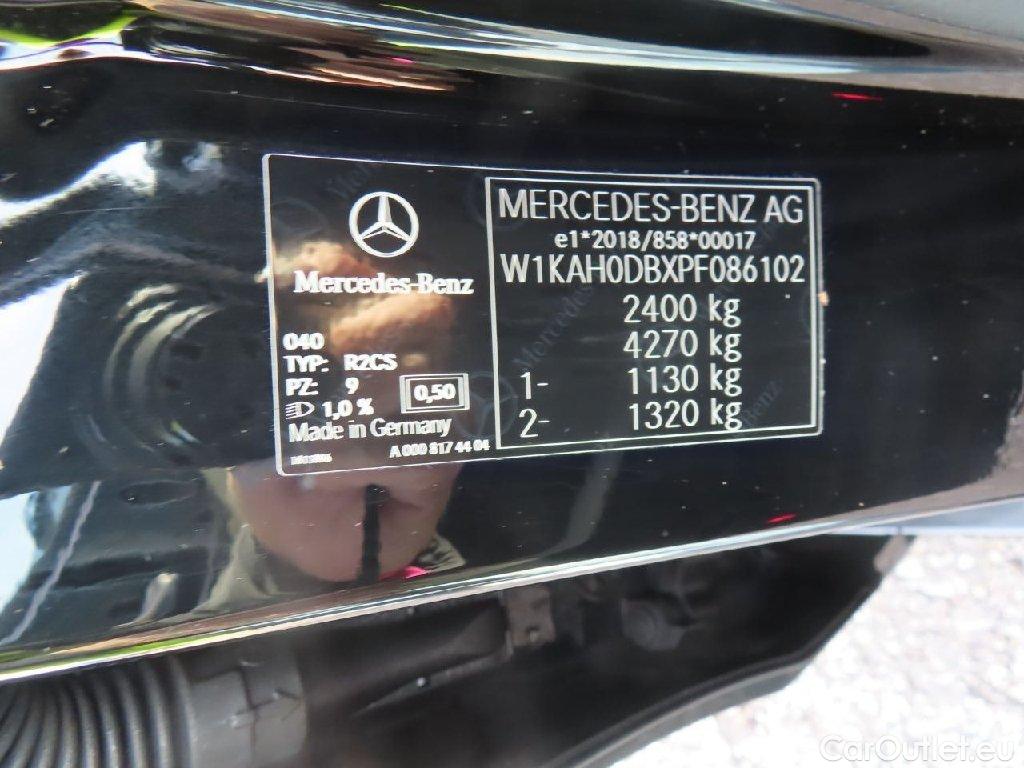 Mercedes-Benz
040
TYP: R2CS
PZ: 9
0,50
1,0 %
Made in Germany
A 000 817 44 04
MERCEDES-BENZ AG
e1*2018/858*00017
W1KAH0DBXPF086102
2400 kg
4270 kg
1- 1130 kg
2- 1320 kg
CarOutlet.eu